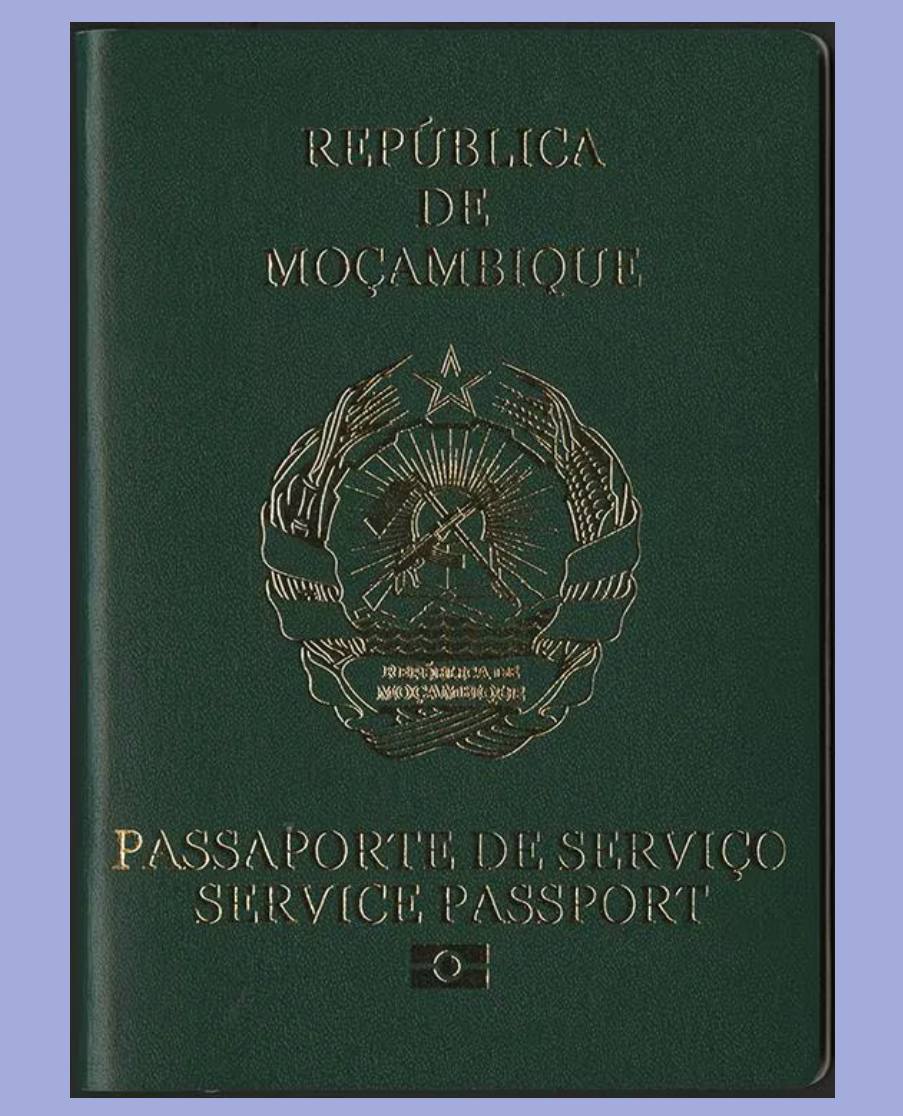 REPÚBLICA
DE
MOÇAMBIQUE
REPÚBLICA DE
MOÇAMBIQUE
PASSAPORTE DE SERVIÇO
SERVICE PASSPORT